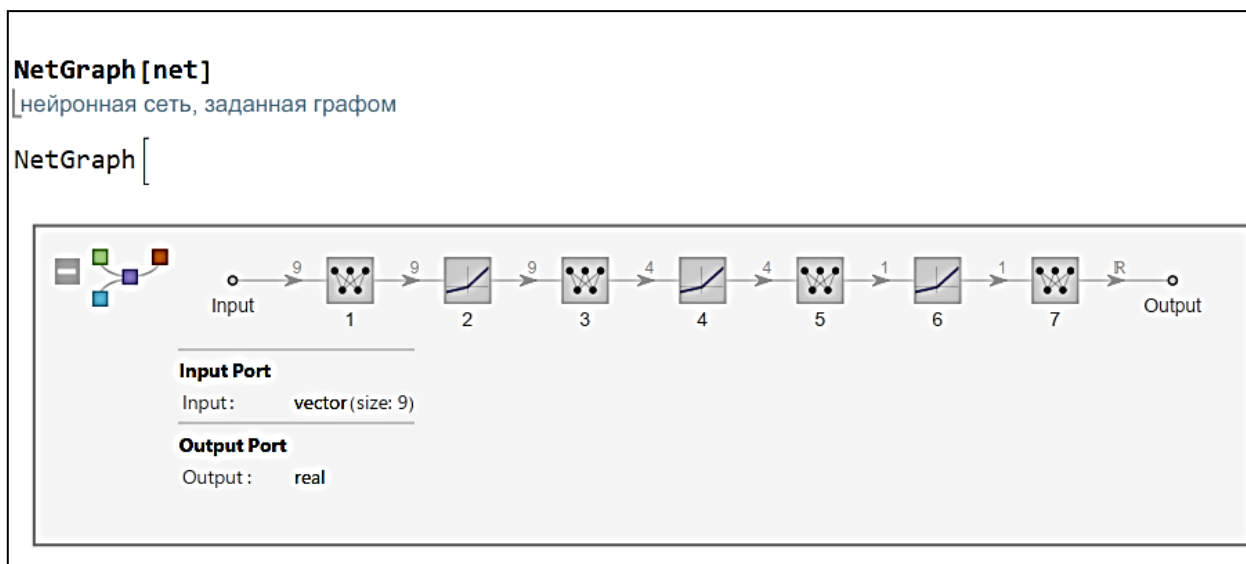 NetGraph[net]
нейронная сеть, заданная графом
NetGraph[
9 9 9 4 4 1 1 R
Input 1 2 3 4 5 6 7 Output
Input Port
Input: vector(size: 9)
Output Port
Output: real